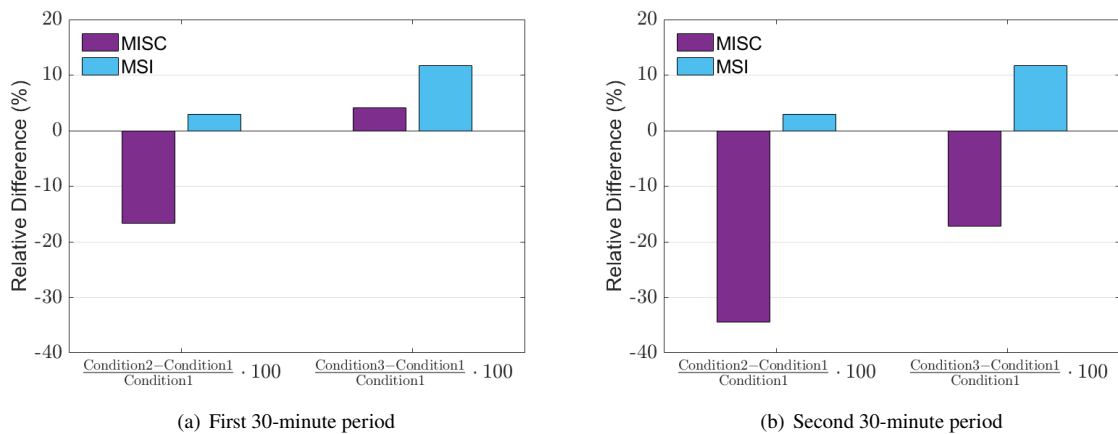 20
10
0
-10
-20
-30
-40
Relative Difference (%)
MISC
MSI
Condition2−Condition1
Condition1
· 100
Condition3−Condition1
Condition1
· 100
(a) First 30-minute period
20
10
0
-10
-20
-30
-40
Relative Difference (%)
MISC
MSI
Condition2−Condition1
Condition1
· 100
Condition3−Condition1
Condition1
· 100
(b) Second 30-minute period